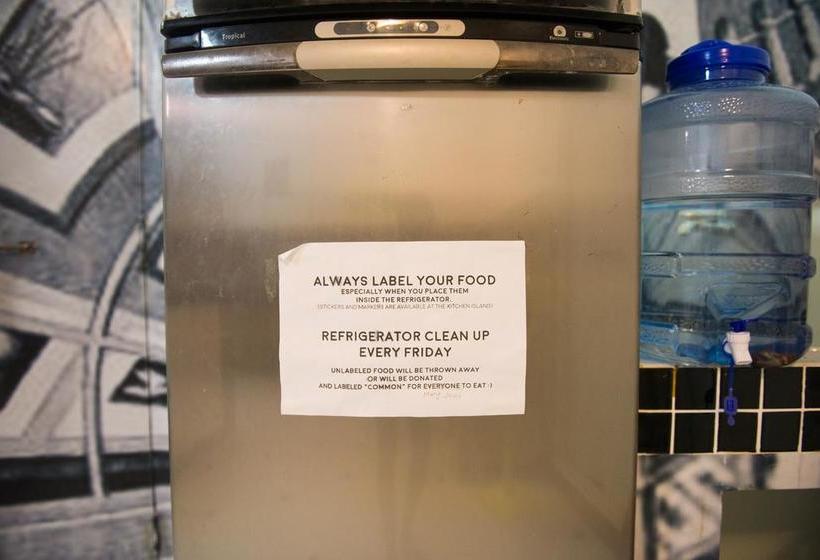 Tropical
ALWAYS LABEL YOUR FOOD
ESPECIALLY WHEN YOU PLACE THEM
INSIDE THE REFRIGERATOR.
(STICKERS AND MARKERS ARE AVAILABLE AT THE KITCHEN ISLAND)
REFRIGERATOR CLEAN UP
EVERY FRIDAY
UNLABELED FOOD WILL BE THROWN AWAY
OR WILL BE DONATED
AND LABELED "COMMON" FOR EVERYONE TO EAT :)